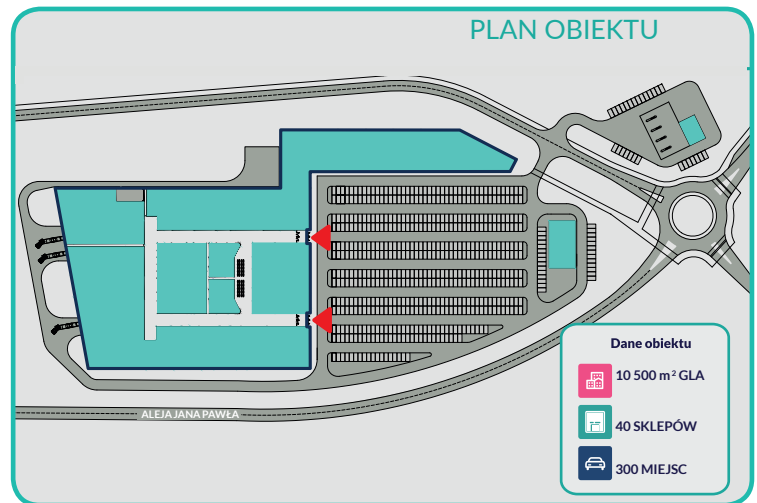 PLAN OBIEKTU
ALEJA JANA PAWŁA
Dane obiektu
10 500 m² GLA
40 SKLEPÓW
300 MIEJSC